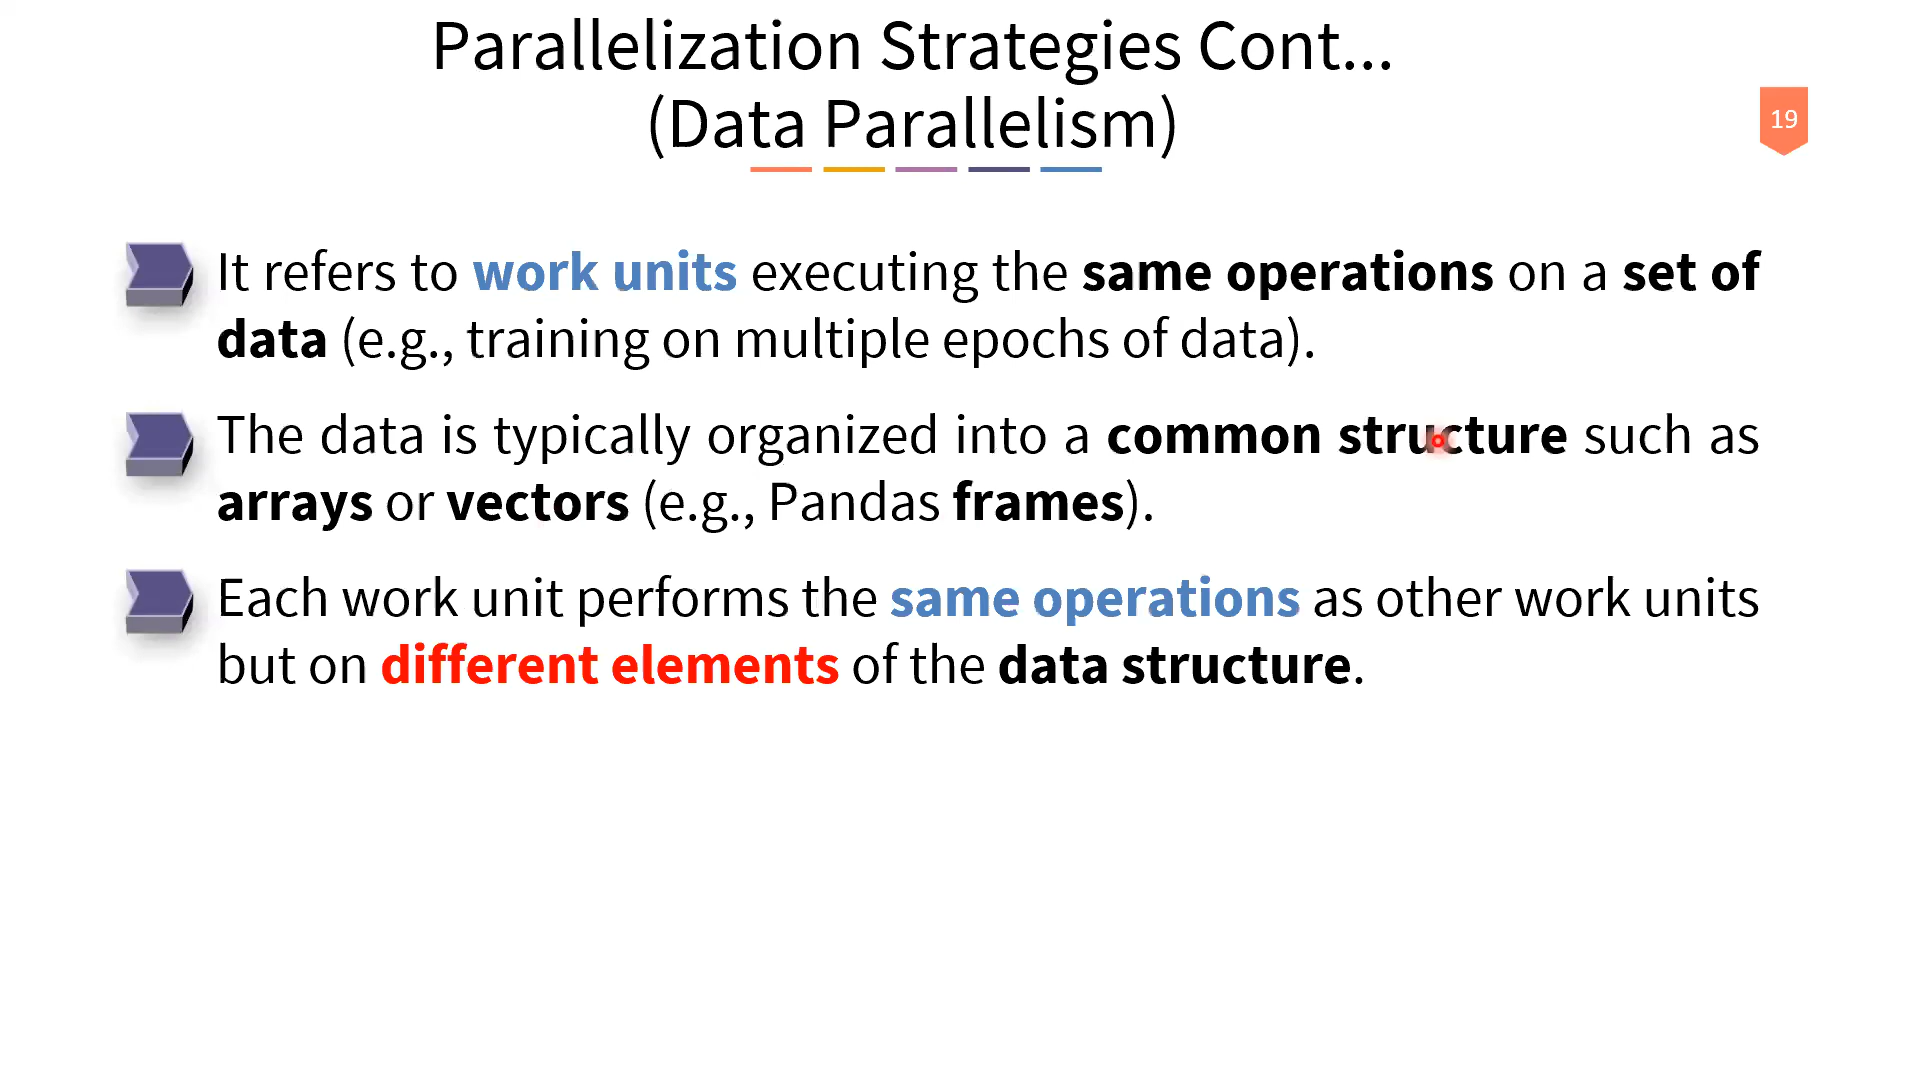 Parallelization Strategies Cont...
(Data Parallelism)
19
It refers to work units executing the same operations on a set of
data (e.g., training on multiple epochs of data).
The data is typically organized into a common structure such as
arrays or vectors (e.g., Pandas frames).
Each work unit performs the same operations as other work units
but on different elements of the data structure.